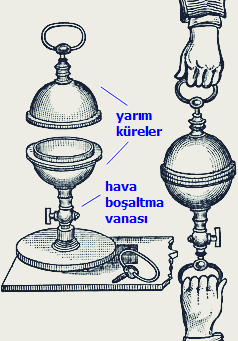 yarım
küreler
hava
boşaltma
vanası